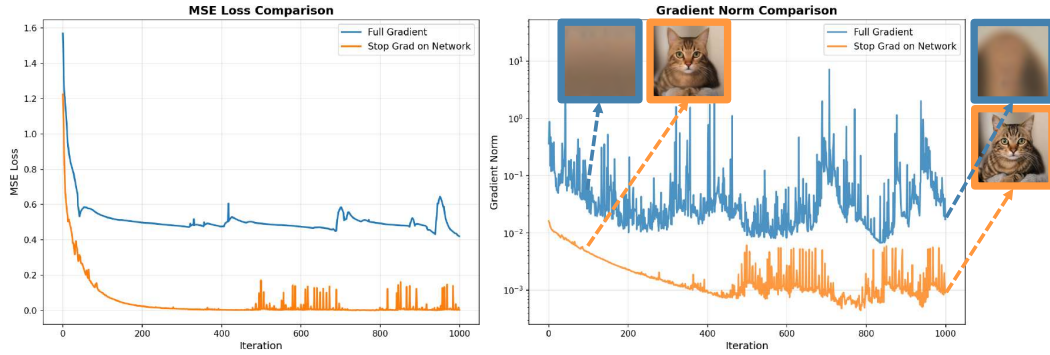 MSE Loss Comparison
Full Gradient
Stop Grad on Network
MSE Loss
1.6
1.4
1.2
1.0
0.8
0.6
0.4
0.2
0.0
0
200
400
600
800
1000
Iteration
Gradient Norm Comparison
Full Gradient
Stop Grad on Network
Gradient Norm
10¹
10⁰
10⁻¹
10⁻²
10⁻³
0
200
400
600
800
1000
Iteration